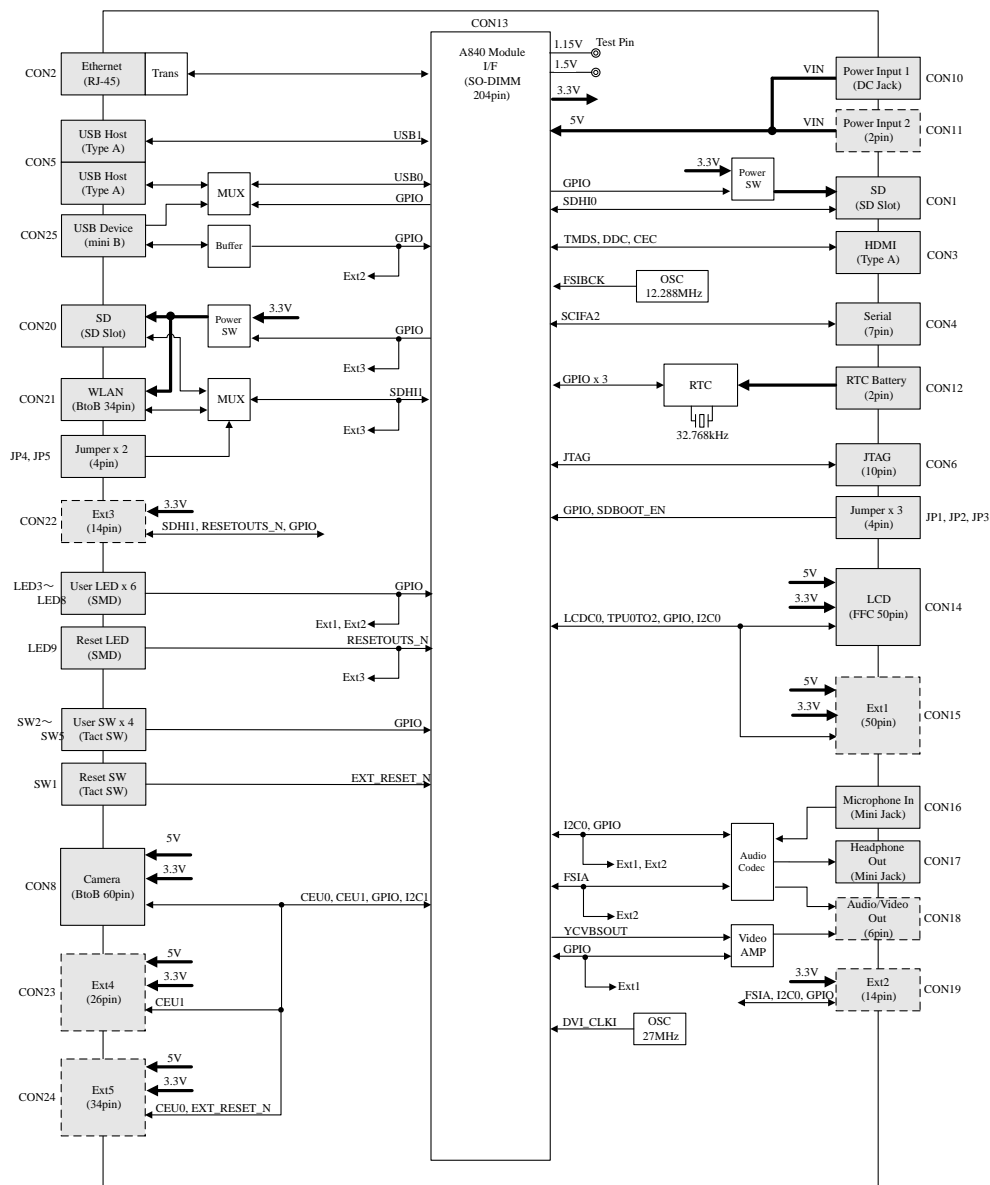 CON13
A840 Module
I/F
(SO-DIMM
204pin)
1.15V
Test Pin
1.5V
3.3V
5V
CON2
Ethernet
(RJ-45)
Trans
CON5
USB Host
(Type A)
USB1
USB Host
(Type A)
MUX
USB0
GPIO
CON25
USB Device
(mini B)
Buffer
GPIO
Ext2
CON20
SD
(SD Slot)
Power
SW
3.3V
GPIO
Ext3
CON21
WLAN
(BtoB 34pin)
MUX
SDHI1
Ext3
JP4, JP5
Jumper x 2
(4pin)
CON22
Ext3
(14pin)
3.3V
SDHI1, RESETOUTS_N, GPIO
LED3～
LED8
User LED x 6
(SMD)
GPIO
Ext1, Ext2
LED9
Reset LED
(SMD)
RESETOUTS_N
Ext3
SW2～
SW5
User SW x 4
(Tact SW)
GPIO
SW1
Reset SW
(Tact SW)
EXT_RESET_N
CON8
Camera
(BtoB 60pin)
5V
3.3V
CEU0, CEU1, GPIO, I2C1
CON23
Ext4
(26pin)
5V
3.3V
CEU1
CON24
Ext5
(34pin)
5V
3.3V
CEU0, EXT_RESET_N
VIN
Power Input 1
(DC Jack)
CON10
VIN
Power Input 2
(2pin)
CON11
3.3V
Power
SW
GPIO
SDHI0
SD
(SD Slot)
CON1
TMDS, DDC, CEC
HDMI
(Type A)
CON3
FSIBCK
OSC
12.288MHz
SCIFA2
Serial
(7pin)
CON4
GPIO x 3
RTC
32.768kHz
RTC Battery
(2pin)
CON12
JTAG
JTAG
(10pin)
CON6
GPIO, SDBOOT_EN
Jumper x 3
(4pin)
JP1, JP2, JP3
5V
3.3V
LCDC0, TPU0TO2, GPIO, I2C0
LCD
(FFC 50pin)
CON14
5V
3.3V
Ext1
(50pin)
CON15
Microphone In
(Mini Jack)
CON16
I2C0, GPIO
Ext1, Ext2
Audio
Codec
Headphone
Out
(Mini Jack)
CON17
FSIA
Ext2
Audio/Video
Out
(6pin)
CON18
YCVBSOUT
GPIO
Video
AMP
Ext1
3.3V
FSIA, I2C0, GPIO
Ext2
(14pin)
CON19
DVI_CLKI
OSC
27MHz